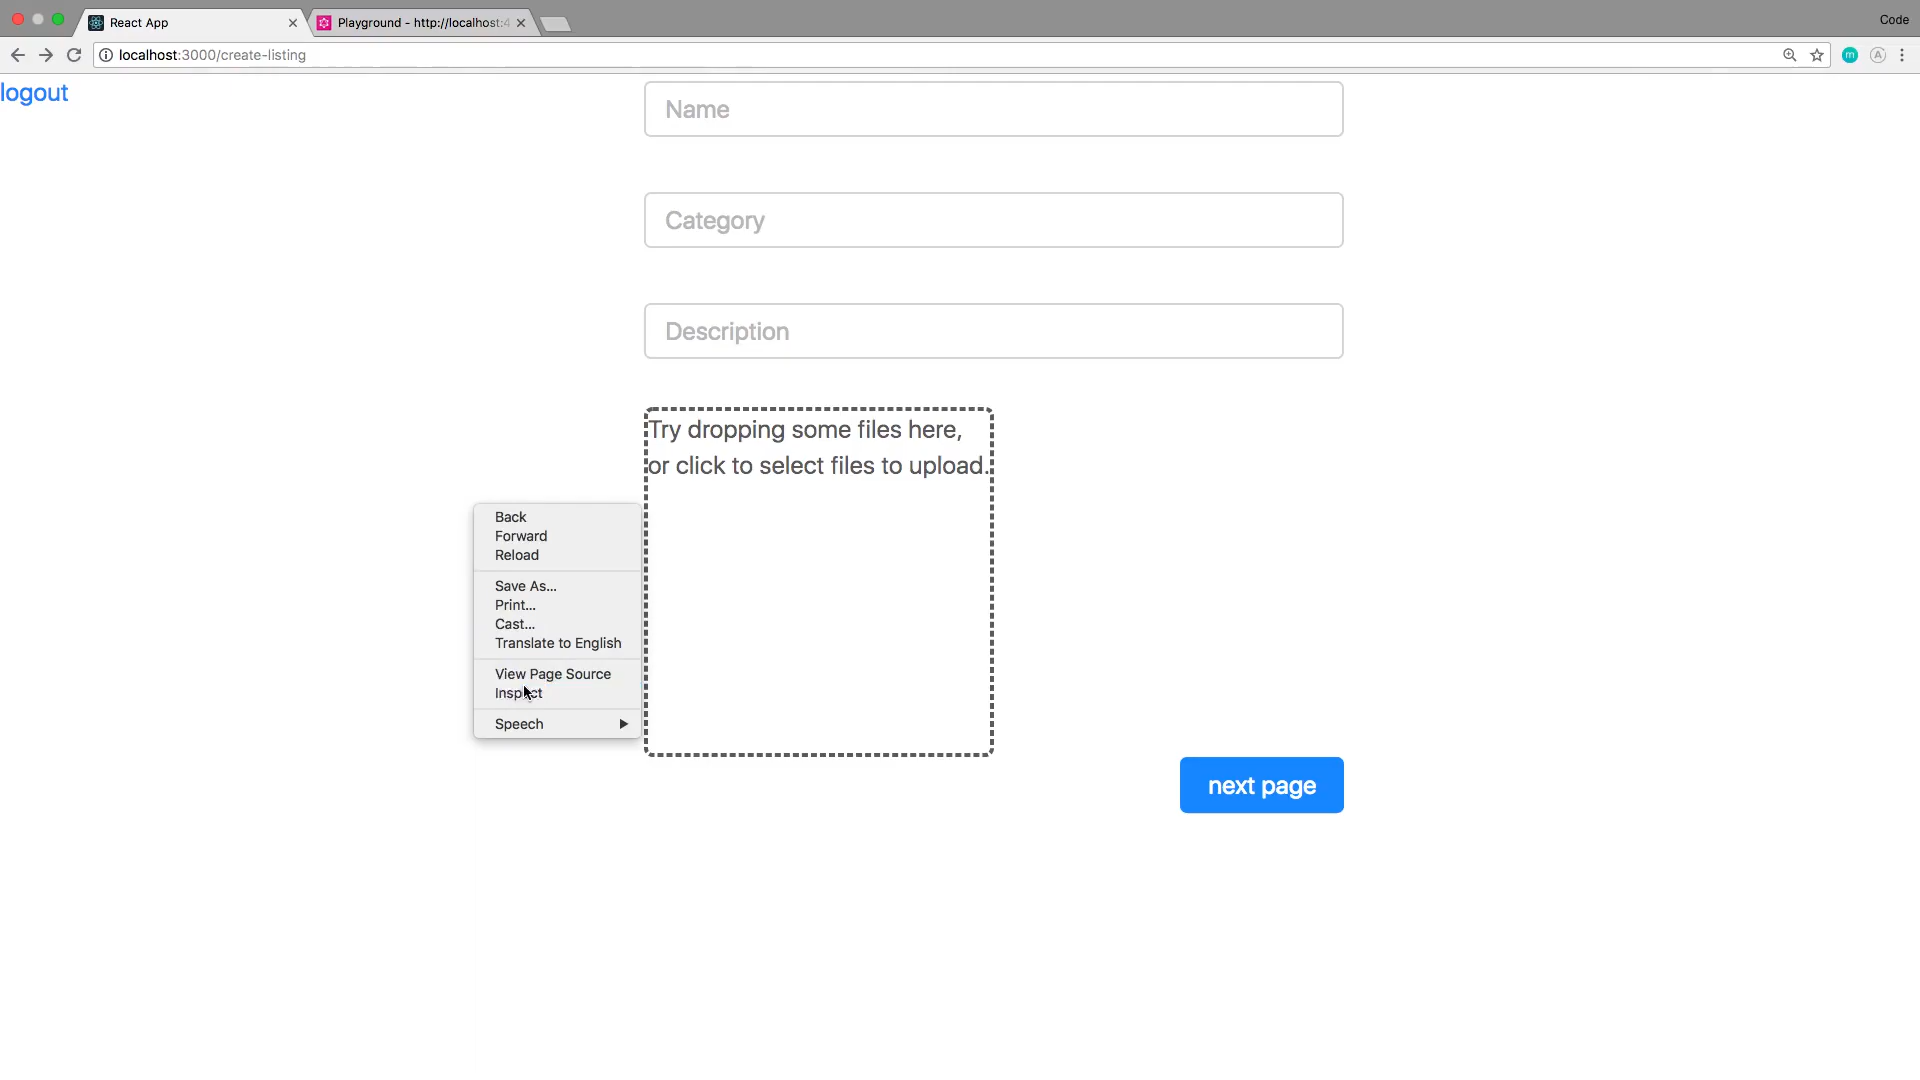 React App
Playground - http://localhost:4
Code
localhost:3000/create-listing
m
A
logout
Name
Category
Description
Try dropping some files here,
or click to select files to upload.
Back
Forward
Reload
Save As...
Print...
Cast...
Translate to English
View Page Source
Inspect
Speech
next page